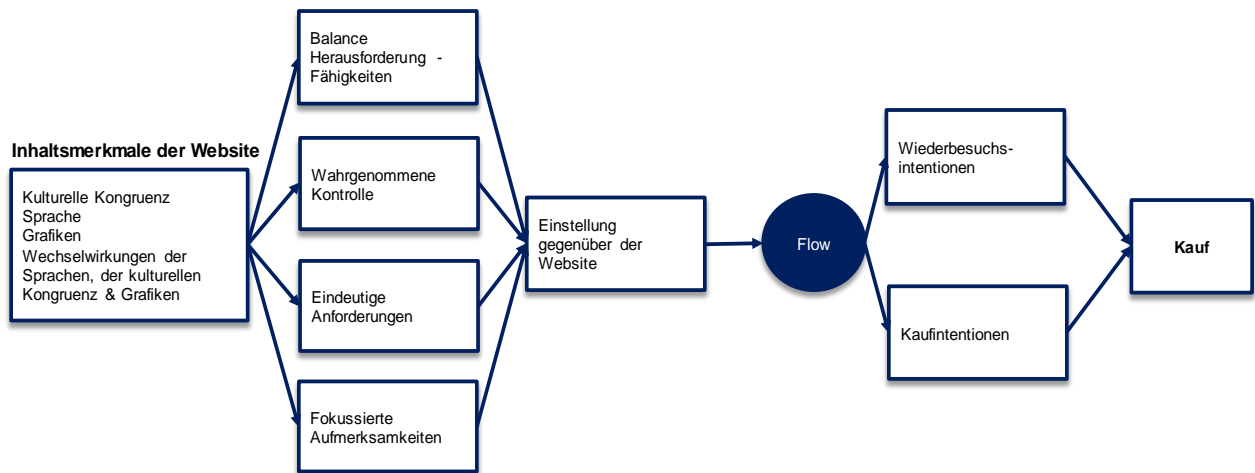 Inhaltsmerkmale der Website
Kulturelle Kongruenz
Sprache
Grafiken
Wechselwirkungen der
Sprachen, der kulturellen
Kongruenz & Grafiken
Balance
Herausforderung -
Fähigkeiten
Wahrgenommene
Kontrolle
Eindeutige
Anforderungen
Fokussierte
Aufmerksamkeiten
Einstellung
gegenüber der
Website
Flow
Wiederbesuchs-
intentionen
Kaufintentionen
Kauf